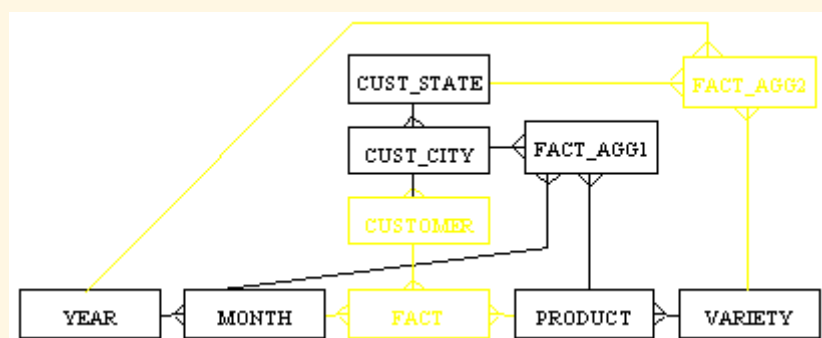 CUST_STATE
FACT_AGG2
CUST_CITY
FACT_AGG1
CUSTOMER
YEAR
MONTH
FACT
PRODUCT
VARIETY